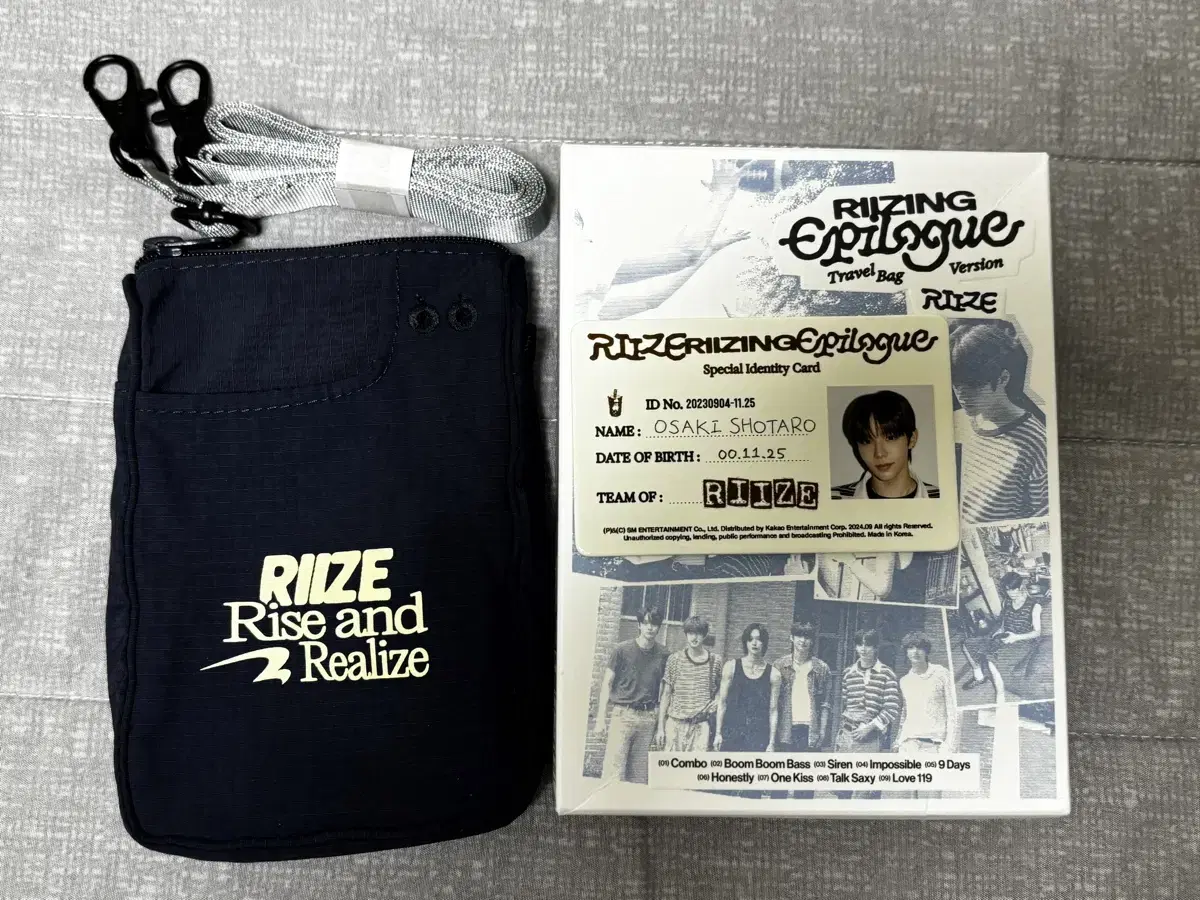 RIIZE
Rise and
Realize
RIIZING
Epilogue
Travel Bag Version
RIIZE
RIIZE RIIZING Epilogue
Special Identity Card
ID No. 20230904-11.25
NAME : OSAKI SHOTARO
DATE OF BIRTH : 00.11.25
TEAM OF : RIIZE
(P)&(C) SM ENTERTAINMENT Co., Ltd. Distributed by Kakao Entertainment Corp. 2024.09 All rights Reserved.
Unauthorized copying, lending, public performance and broadcasting Prohibited. Made in Korea.
(01) Combo (02) Boom Boom Bass (03) Siren (04) Impossible (05) 9 Days
(06) Honestly (07) One Kiss (08) Talk Saxy (09) Love 119